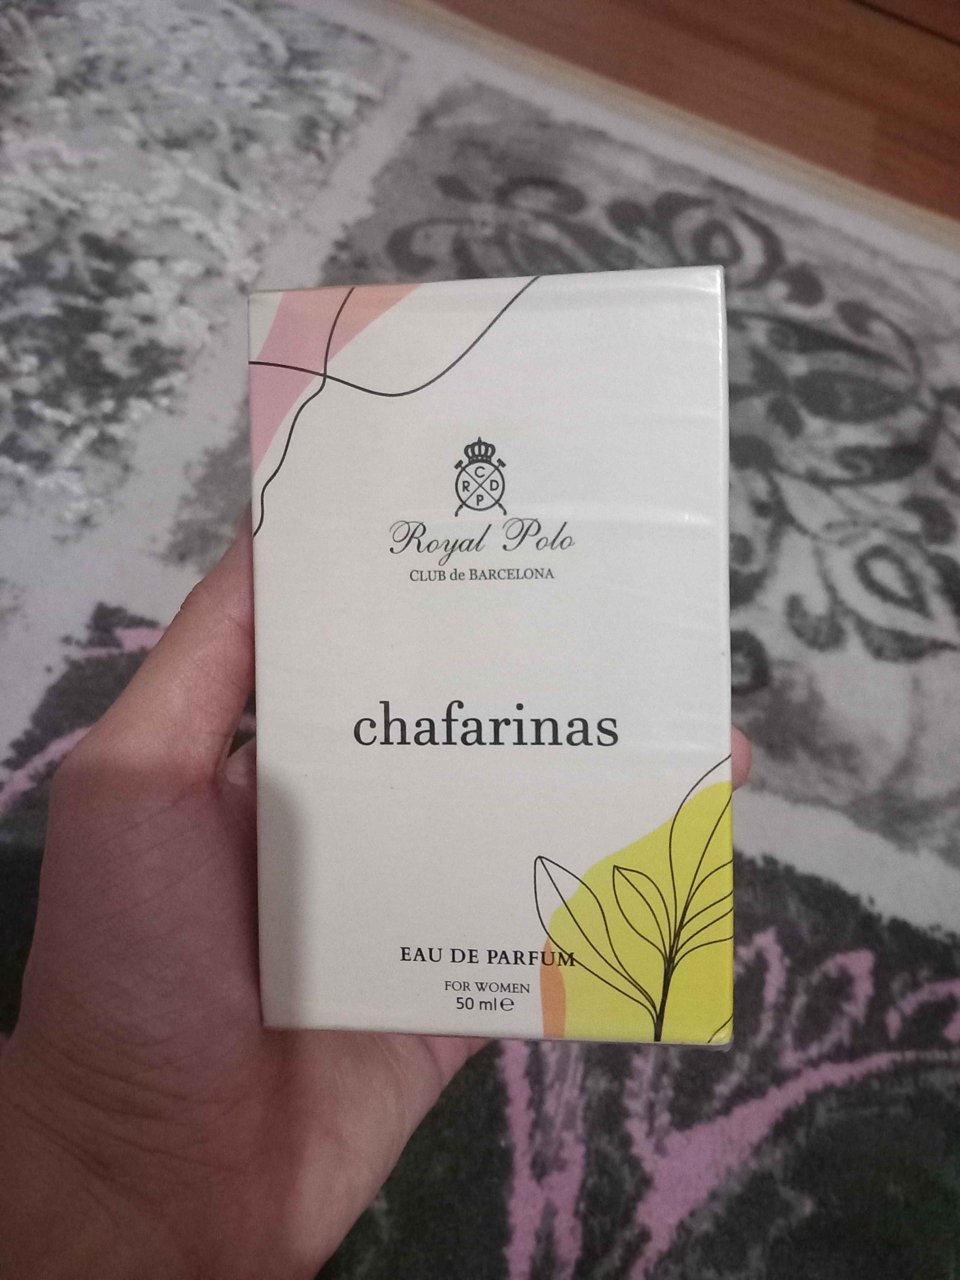 C
R D
P
Royal Polo
CLUB de BARCELONA
chafarinas
EAU DE PARFUM
FOR WOMEN
50 ml ℮